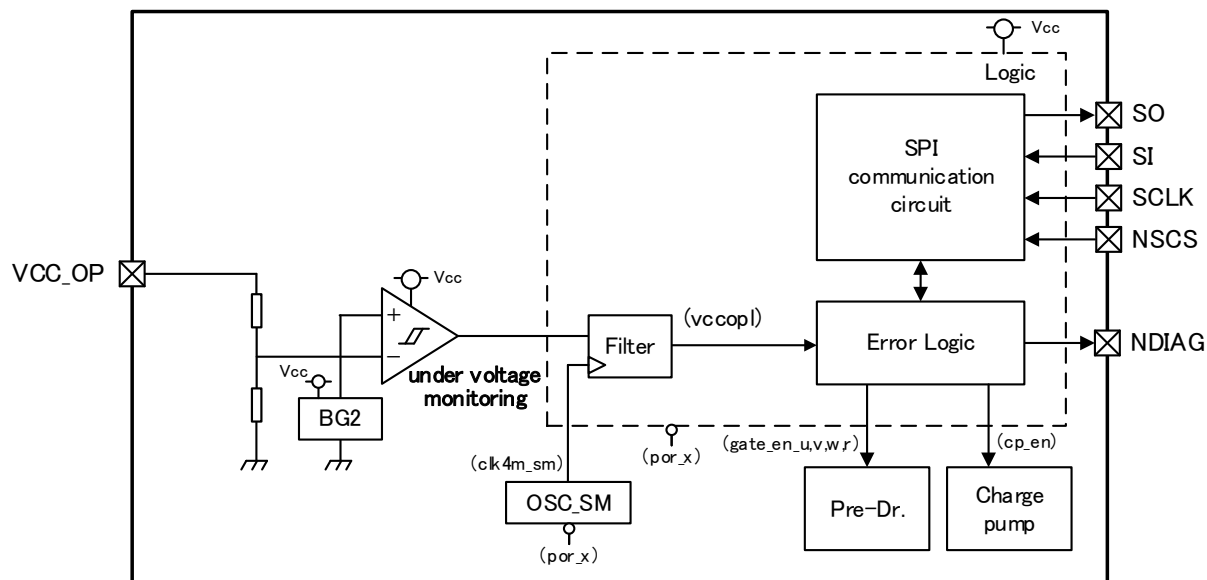 Vcc
Logic
SPI
communication
circuit
SO
SI
SCLK
NSCS
VCC_OP
Vcc
+
−
under voltage
monitoring
Vcc
BG2
Filter
(vccopl)
Error Logic
NDIAG
(clk4m_sm)
OSC_SM
(por_x)
(por_x)
(gate_en_u,v,w,r)
(cp_en)
Pre-Dr.
Charge
pump